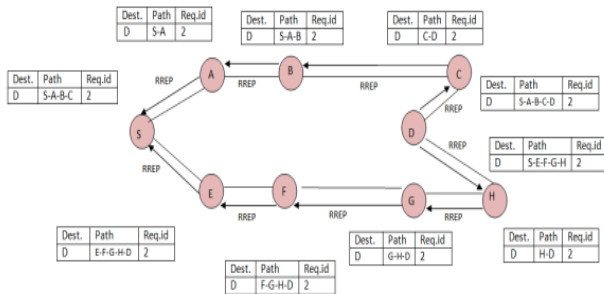 Dest. Path Req.id
D S-A 2
Dest. Path Req.id
D S-A-B 2
Dest. Path Req.id
D C-D 2
RREP
A
RREP
B
RREP
C
Dest. Path Req.id
D S-A-B-C 2
RREP
Dest. Path Req.id
D S-A-B-C-D 2
S
D
RREP
Dest. Path Req.id
D S-E-F-G-H 2
RREP
E
F
G
H
RREP
RREP
RREP
Dest. Path Req.id
D E-F-G-H-D 2
Dest. Path Req.id
D F-G-H-D 2
Dest. Path Req.id
D G-H-D 2
Dest. Path Req.id
D H-D 2